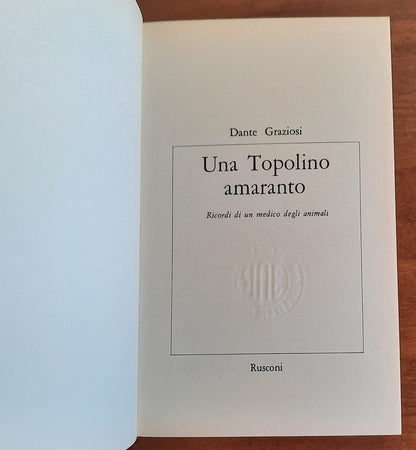 Dante Graziosi
Una Topolino
amaranto
Ricordi di un medico degli animali
Rusconi